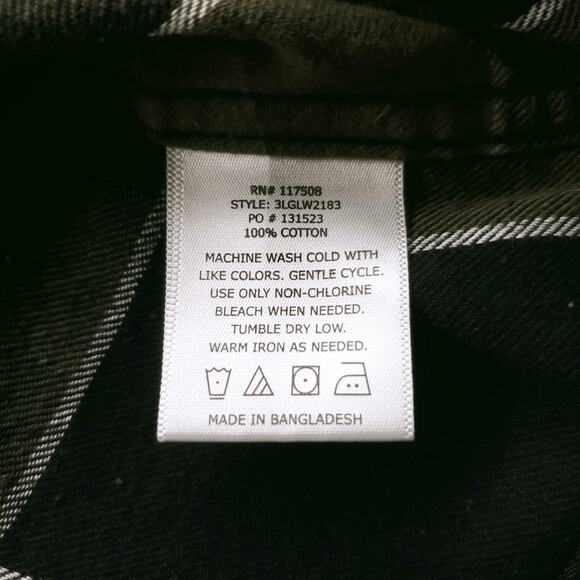 RN# 117508
STYLE: 3LGLW2183
PO # 131523
100% COTTON
MACHINE WASH COLD WITH
LIKE COLORS. GENTLE CYCLE.
USE ONLY NON-CHLORINE
BLEACH WHEN NEEDED.
TUMBLE DRY LOW.
WARM IRON AS NEEDED.
MADE IN BANGLADESH